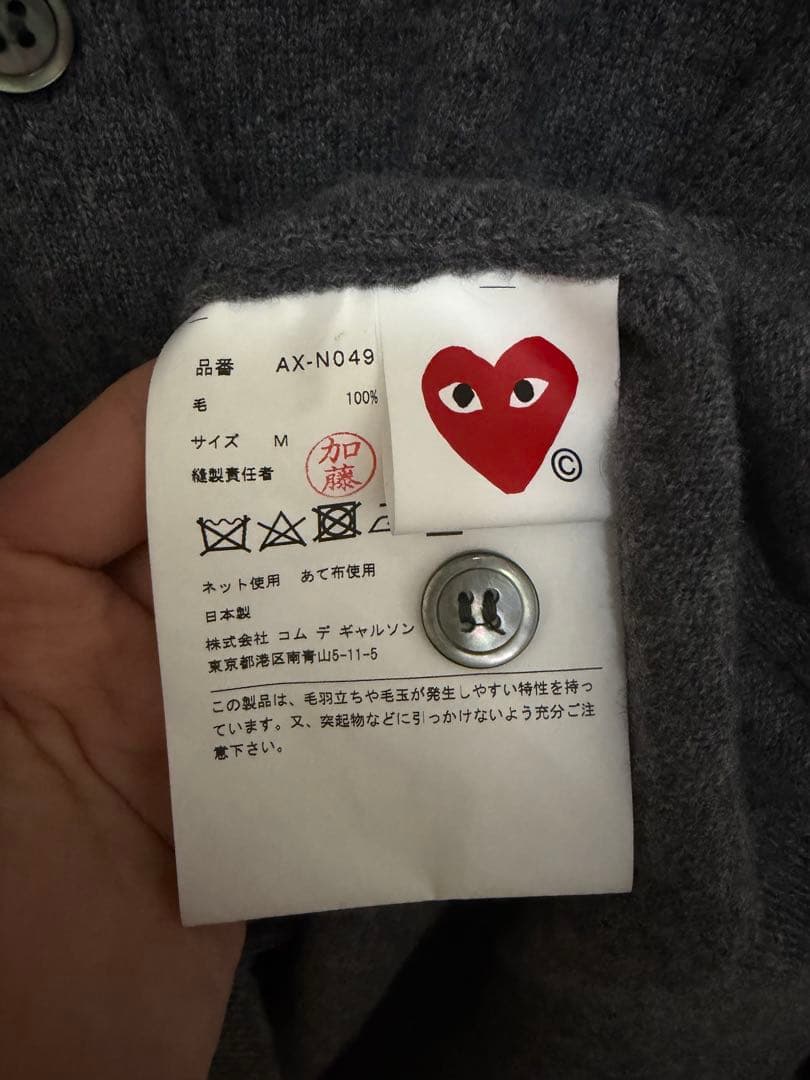 品番 AX-N049
毛 100%
サイズ M
縫製責任者 加藤
©
ネット使用 あて布使用
日本製
株式会社 コム デ ギャルソン
東京都港区南青山5-11-5
この製品は、毛羽立ちや毛玉が発生しやすい特性を持っ
ています。又、突起物などに引っかけないよう充分ご注
意下さい。